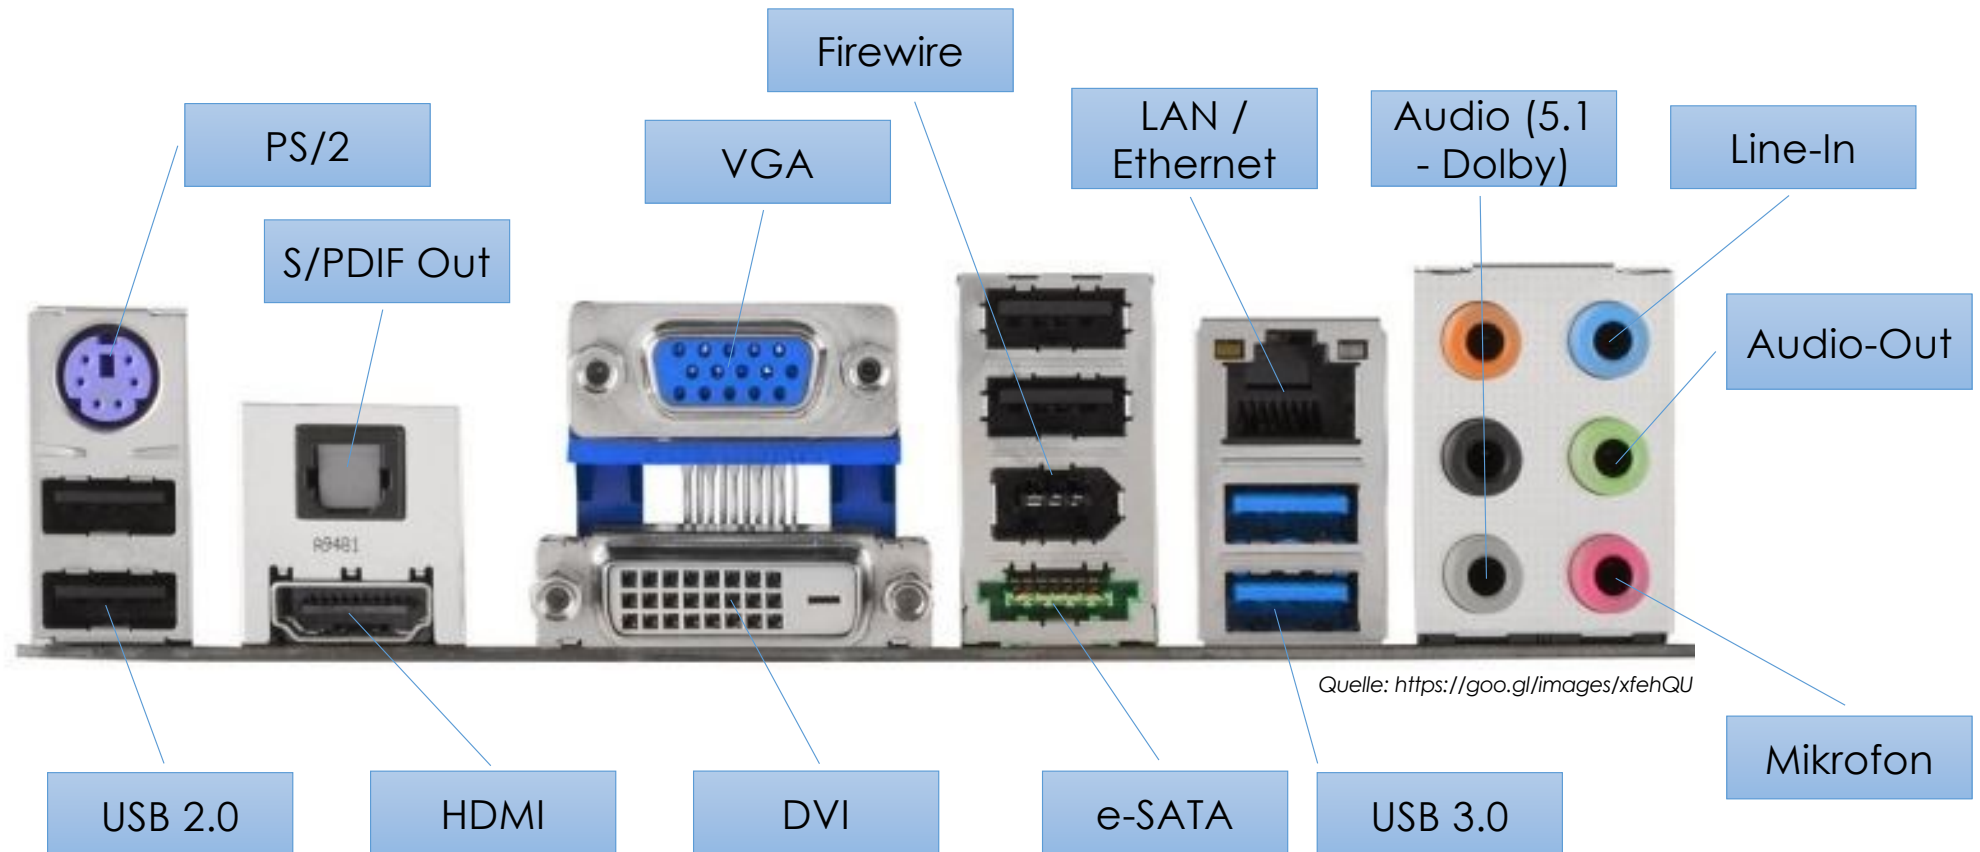 Firewire
PS/2
VGA
LAN /
Ethernet
Audio (5.1
- Dolby)
Line-In
S/PDIF Out
Audio-Out
A9481
Quelle: https://goo.gl/images/xfehQU
Mikrofon
USB 2.0
HDMI
DVI
e-SATA
USB 3.0